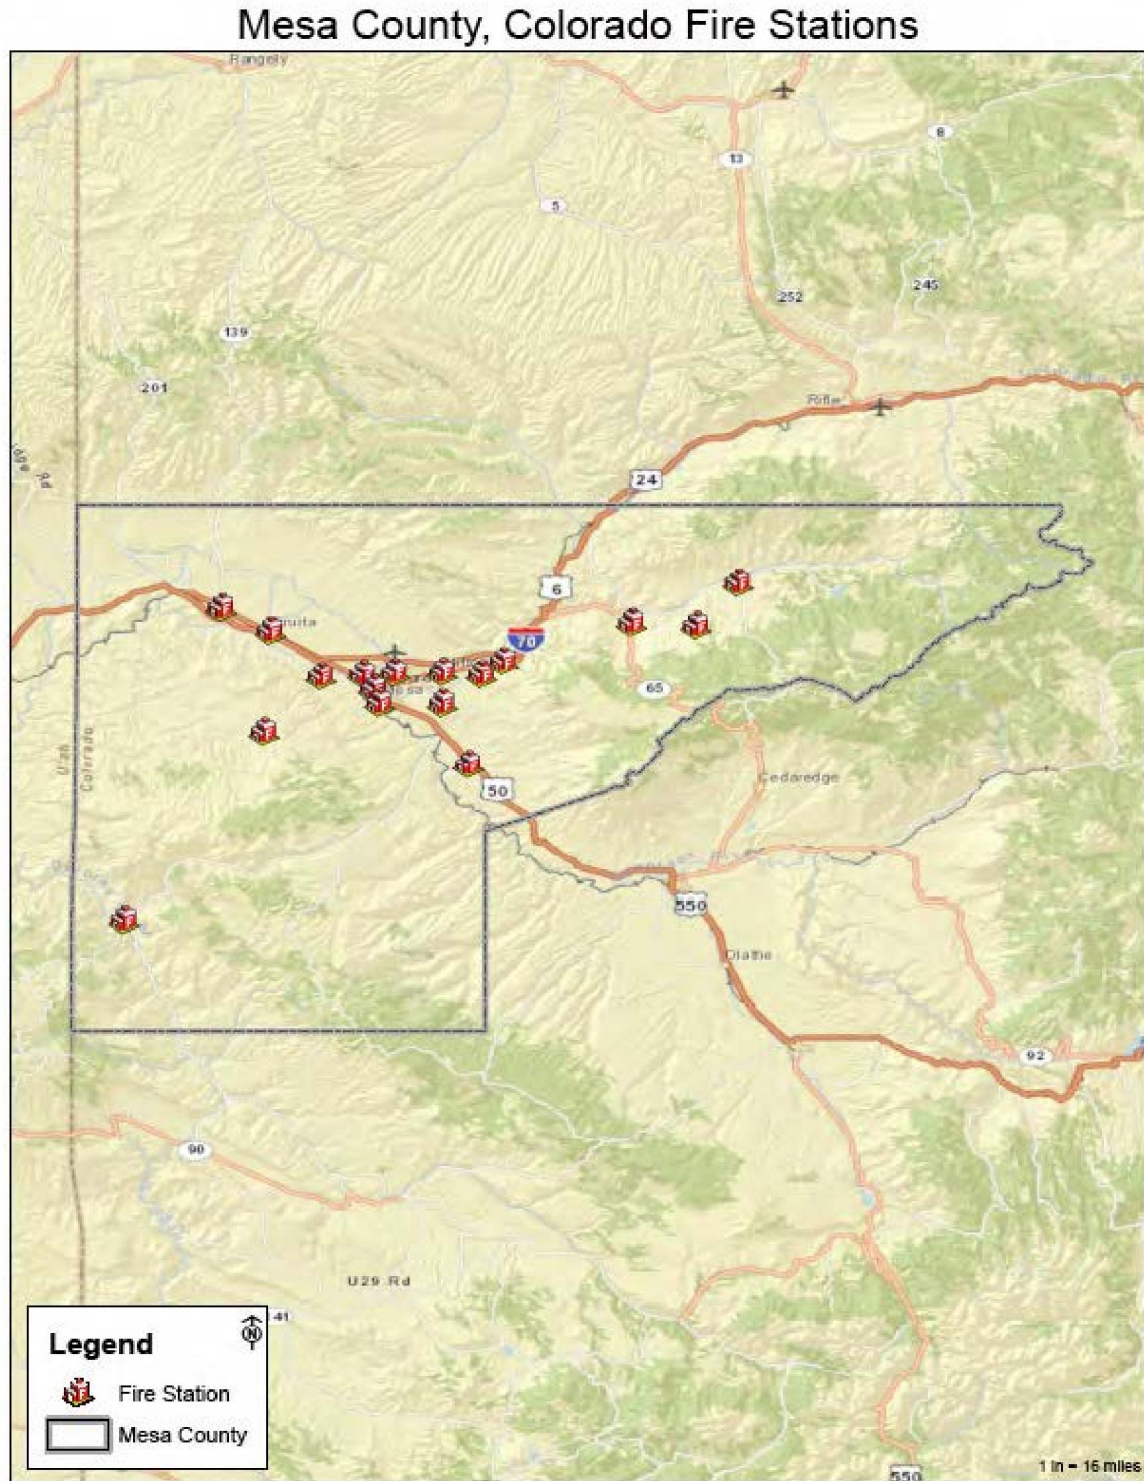 Mesa County, Colorado Fire Stations
Rangely
8
13
5
245
252
139
201
Rifle
24
6
70
65
Utah
Colorado
50
Cedaredge
550
Olathe
92
90
U29 Rd
141
Legend
N
Fire Station
Mesa County
1 in = 16 miles
550